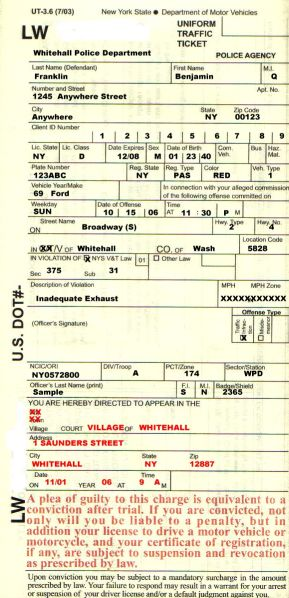 UT-3.6 (7/03) New York State • Department of Motor Vehicles
LW
UNIFORM
TRAFFIC
TICKET
Whitehall Police Department
POLICE AGENCY
Last Name (Defendant) First Name M.I.
Franklin Benjamin Q
Number and Street Apt. No.
1245 Anywhere Street
City State Zip Code
Anywhere NY 00123
Client ID Number
1 2 3 4 5 6 7 8 9
Lic. State Lic. Class Date Expires Sex Date of Birth Com. Veh. Bus Haz. Mat.
NY D 12/08 M 01 23 40
Plate Number Reg. State Reg. Type Color Veh. Type
123ABC NY PAS RED 1
Vehicle Year/Make In connection with your alleged commission
69 Ford of the following offense committed on
Weekday Date of Offense Time
SUN 10 15 06 AT 11 : 30 P M
Street Name Hwy. Type Hwy. No.
ON Broadway (S) 2 4
Location Code
IN V OF Whitehall CO. OF Wash 5828
IN VIOLATION OF X NYS V&T Law 01 Other Law
Sec 375 Sub 31
Description of Violation MPH MPH Zone
Inadequate Exhaust XXXXXXXXXX
Offense Type
(Officer's Signature) Traffic Infraction X Misdemeanor
U.S. DOT#-
NCIC/ORI DIV/Troop PCT/Zone Sector/Station
NY0572800 A 174 WPD
Officer's Last Name (print) F.I. M.I. Badge/Shield
Sample S N 2365
YOU ARE HEREBY DIRECTED TO APPEAR IN THE
XX
XX
Village COURT VILLAGE OF WHITEHALL
Address
1 SAUNDERS STREET
City State Zip
WHITEHALL NY 12887
Date Time
ON 11/01 YEAR 06 AT 9 A M
LW
A plea of guilty to this charge is equivalent to a
conviction after trial. If you are convicted, not
only will you be liable to a penalty, but in
addition your license to drive a motor vehicle or
motorcycle, and your certificate of registration,
if any, are subject to suspension and revocation
as prescribed by law.
Upon conviction you may be subject to a mandatory surcharge in the amount
prescribed by law. Your failure to respond may result in a warrant for your arrest
or suspension of your driver license and/or a default judgment against you.